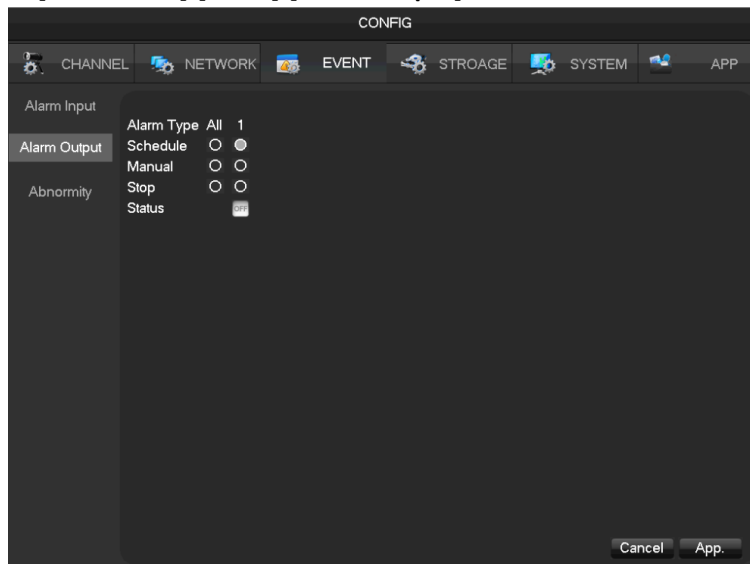 CONFIG
CHANNEL NETWORK EVENT STROAGE SYSTEM APP
Alarm Input
Alarm Output
Abnormity
Alarm Type All 1
Schedule
Manual
Stop
Status OFF
Cancel App.